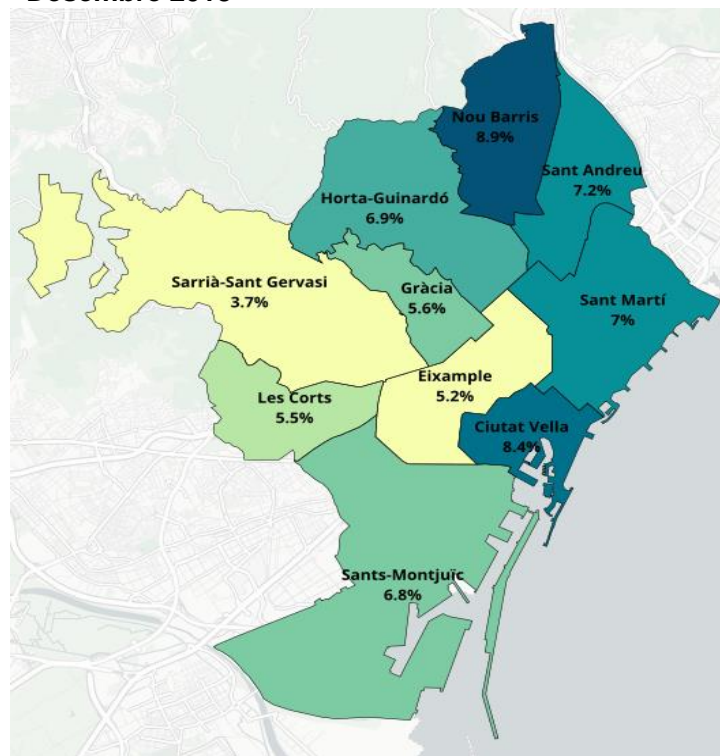 Nou Barris
8.9%
Sant Andreu
7.2%
Horta-Guinardó
6.9%
Sarrià-Sant Gervasi
3.7%
Gràcia
5.6%
Sant Martí
7%
Eixample
5.2%
Les Corts
5.5%
Ciutat Vella
8.4%
Sants-Montjuïc
6.8%